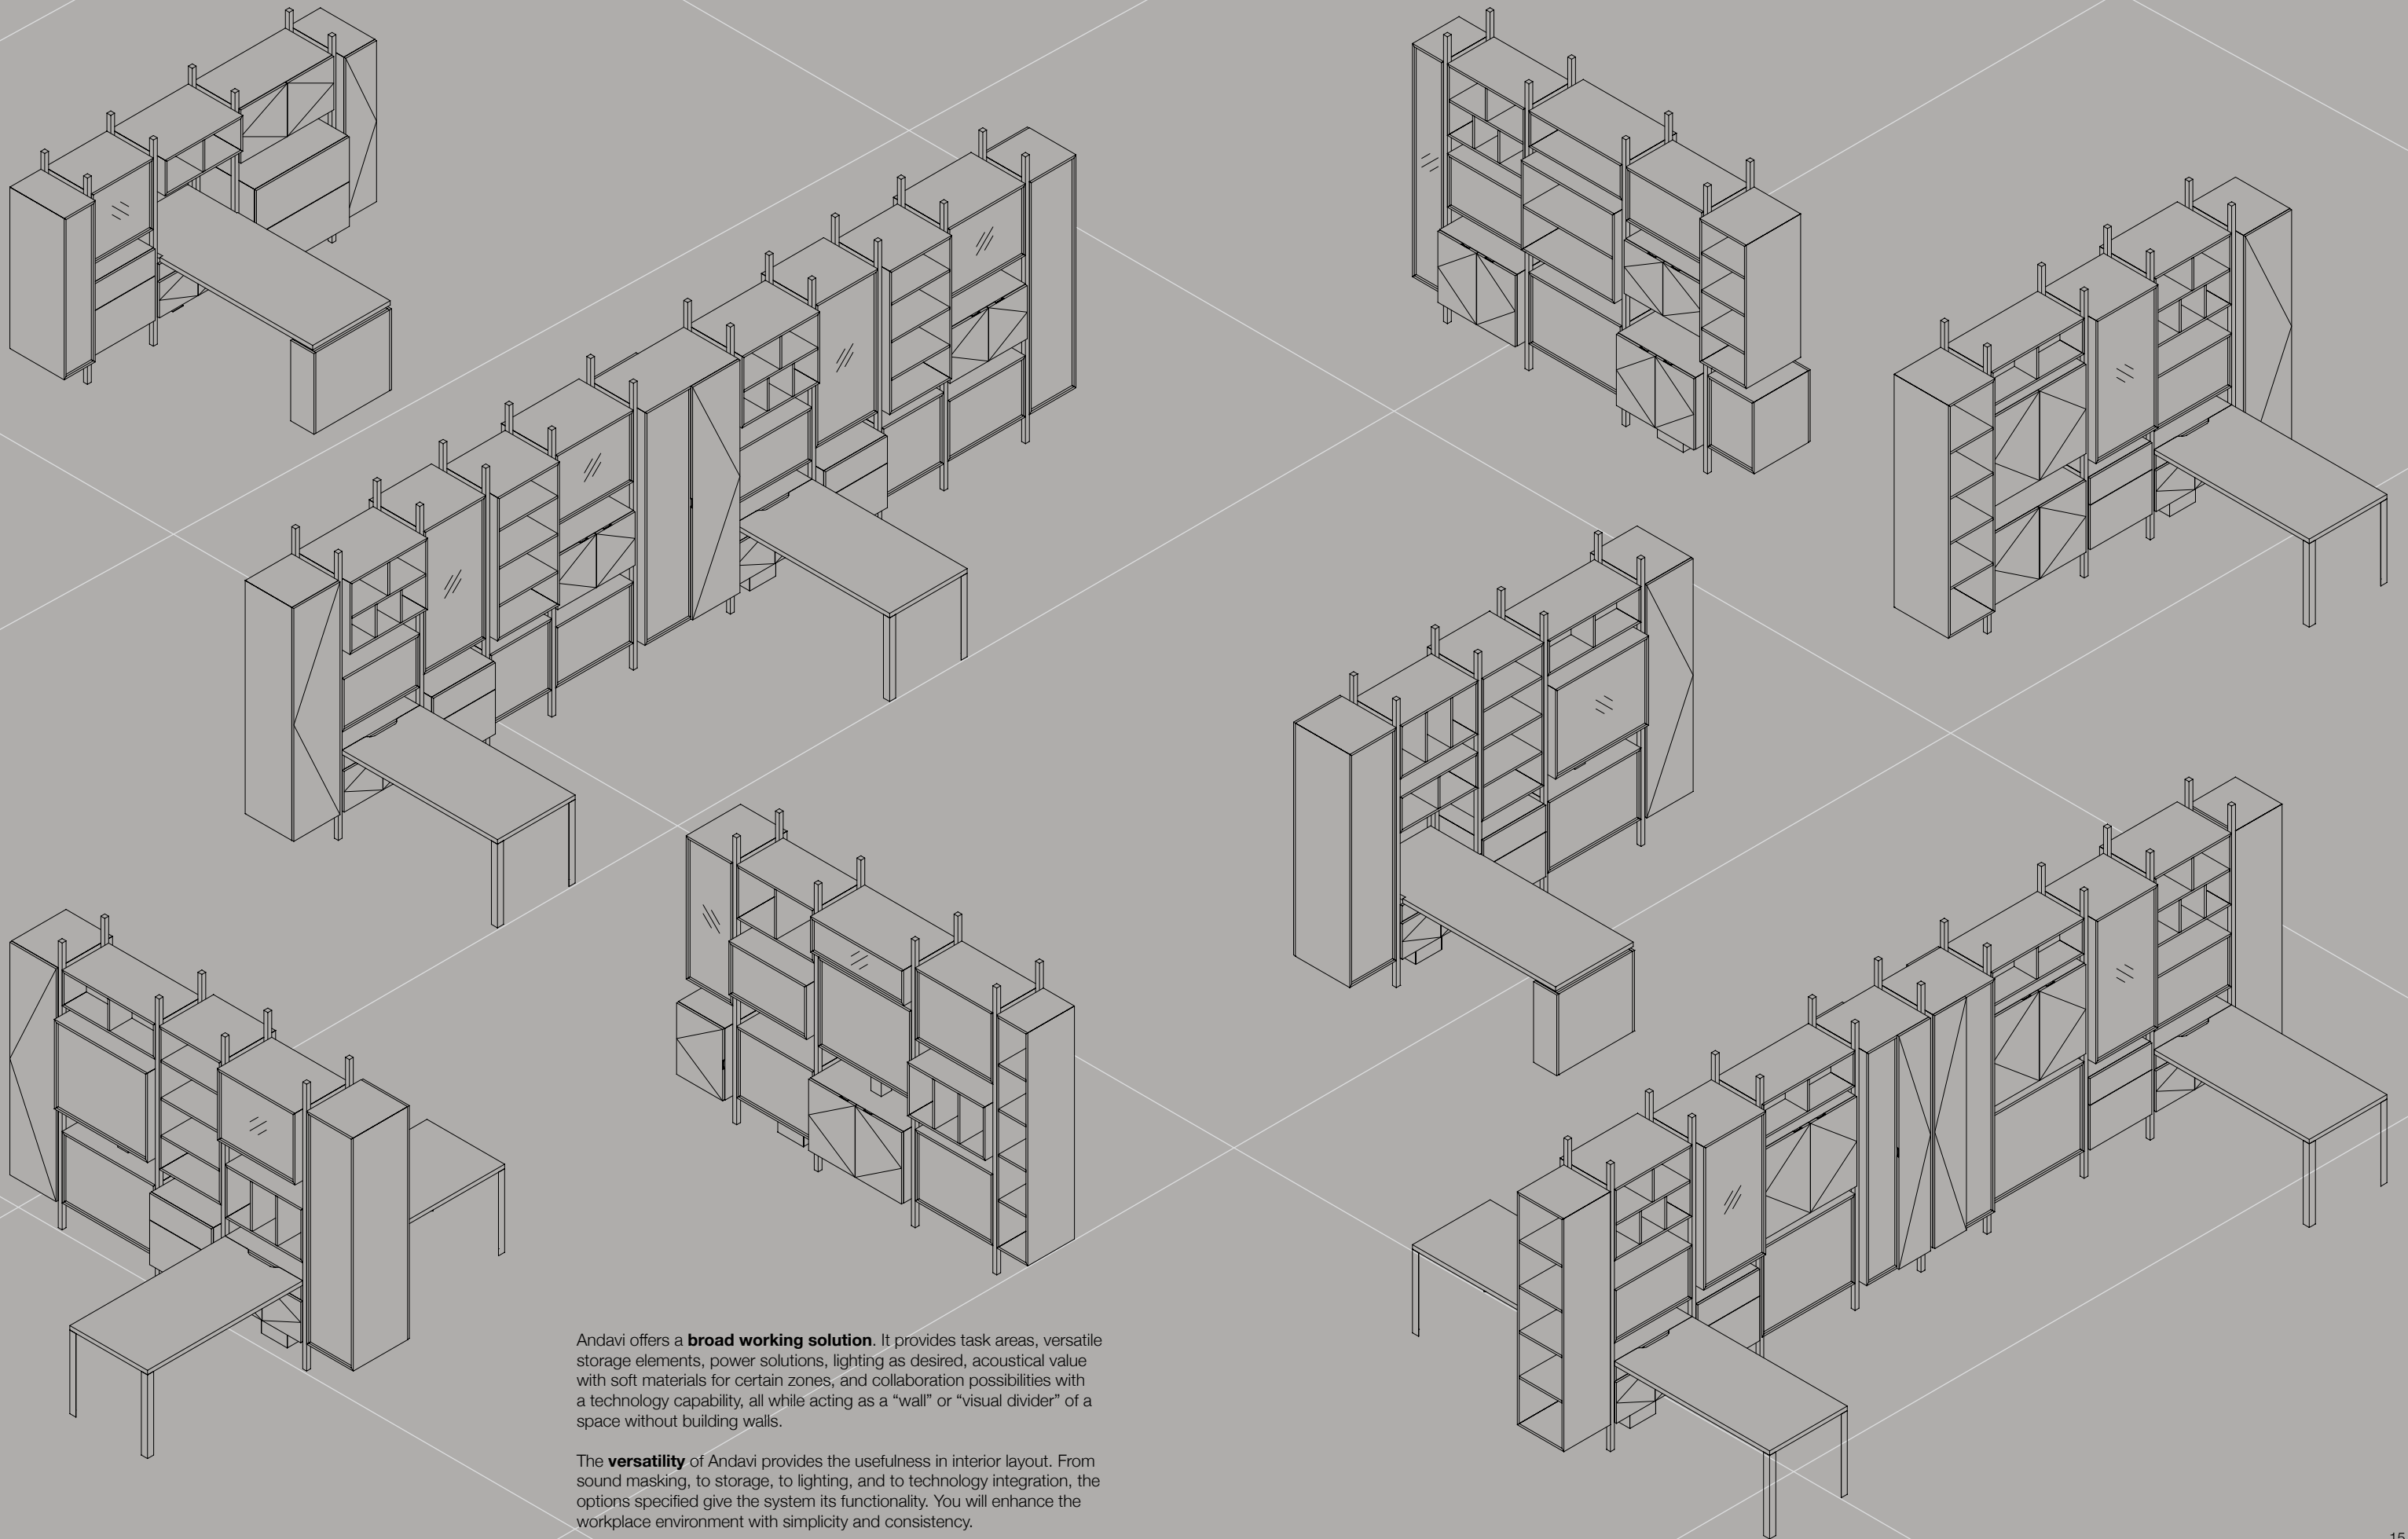 Andavi offers a broad working solution. It provides task areas, versatile
storage elements, power solutions, lighting as desired, acoustical value
with soft materials for certain zones, and collaboration possibilities with
a technology capability, all while acting as a “wall” or “visual divider” of a
space without building walls.
The versatility of Andavi provides the usefulness in interior layout. From
sound masking, to storage, to lighting, and to technology integration, the
options specified give the system its functionality. You will enhance the
workplace environment with simplicity and consistency.
15